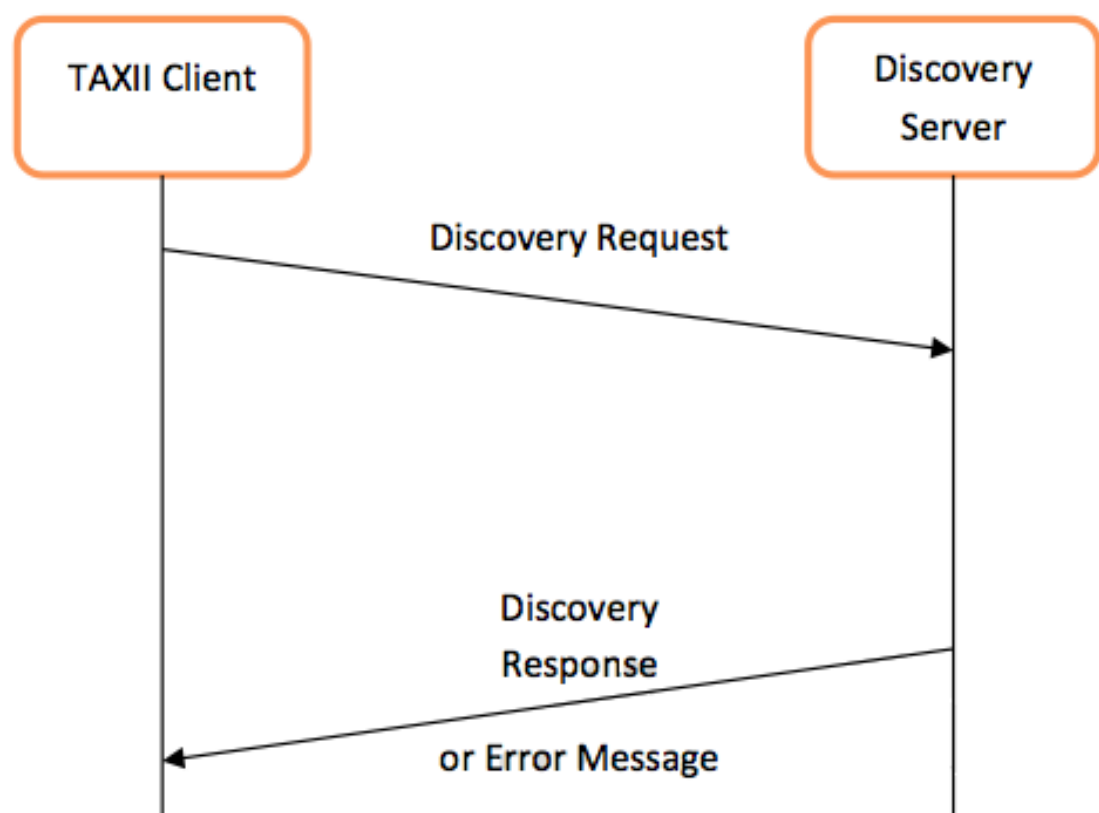 TAXII Client
Discovery
Server
Discovery Request
Discovery
Response
or Error Message